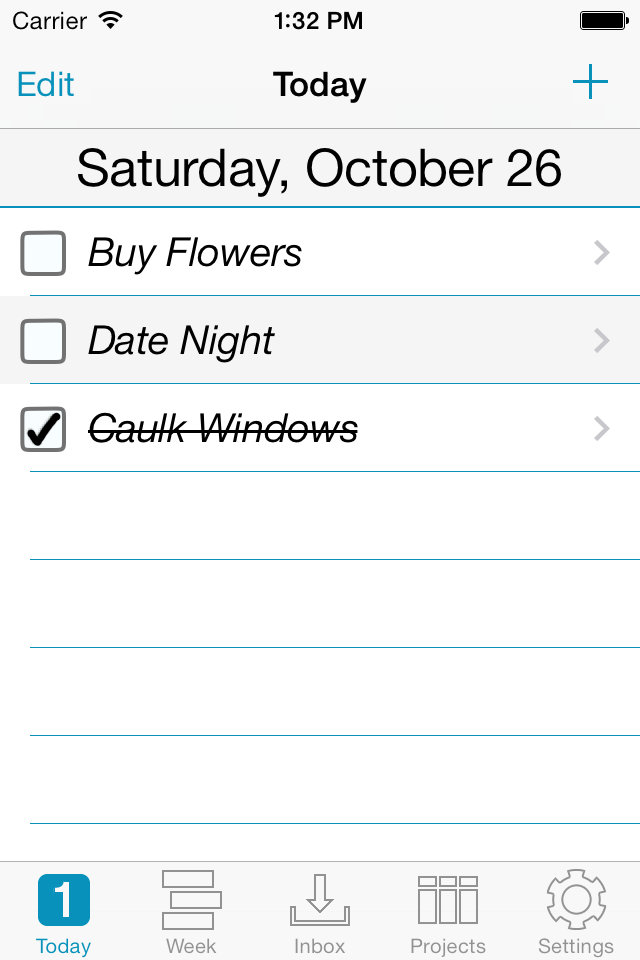 Carrier 1:32 PM
Edit Today
Saturday, October 26
Buy Flowers
Date Night
Caulk Windows
1
Today Week Inbox Projects Settings